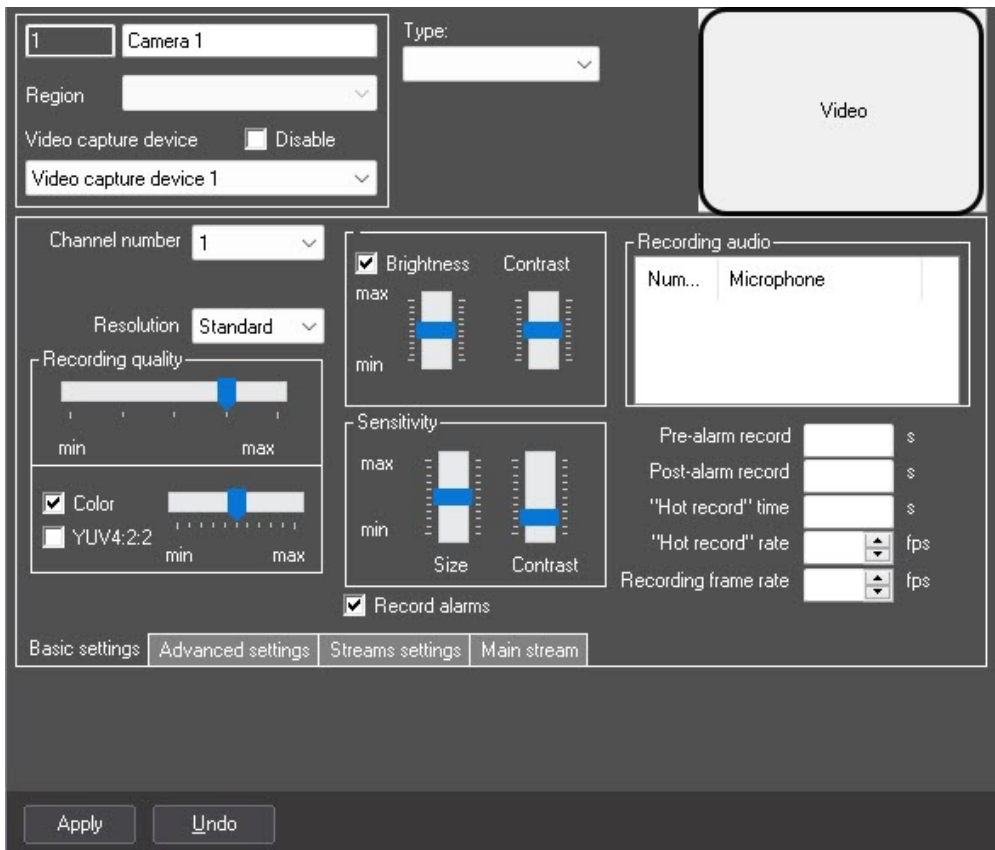 1 Camera 1
Type:
Region
Video capture device Disable
Video capture device 1
Video
Channel number 1
Resolution Standard
Recording quality
min max
Color
YUV4:2:2
min max
Brightness Contrast
max
min
Sensitivity
max
min
Size Contrast
Record alarms
Recording audio
Num... Microphone
Pre-alarm record s
Post-alarm record s
"Hot record" time s
"Hot record" rate fps
Recording frame rate fps
Basic settings Advanced settings Streams settings Main stream
Apply Undo